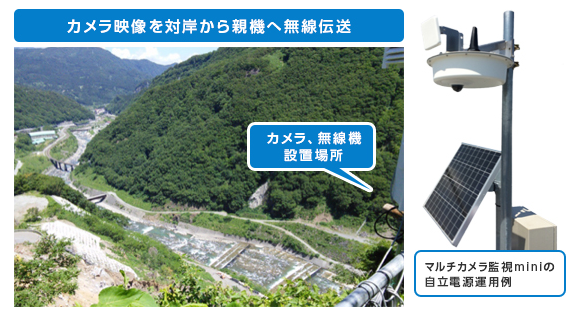 カメラ映像を対岸から親機へ無線伝送
カメラ、無線機
設置場所
マルチカメラ監視miniの
自立電源運用例